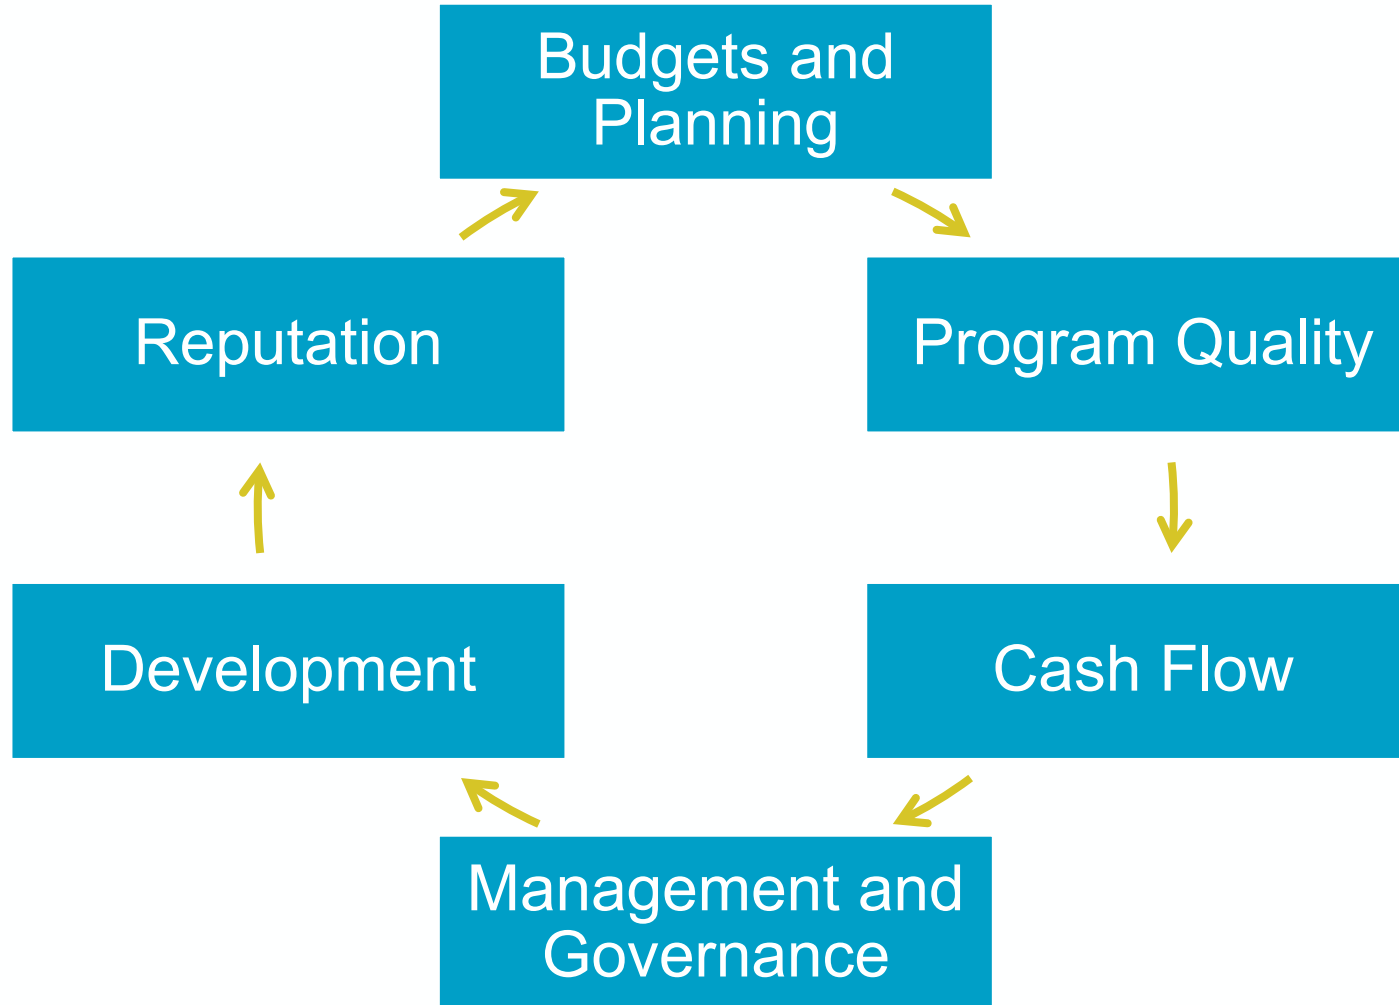 Budgets and
Planning
Reputation
Program Quality
Development
Cash Flow
Management and
Governance